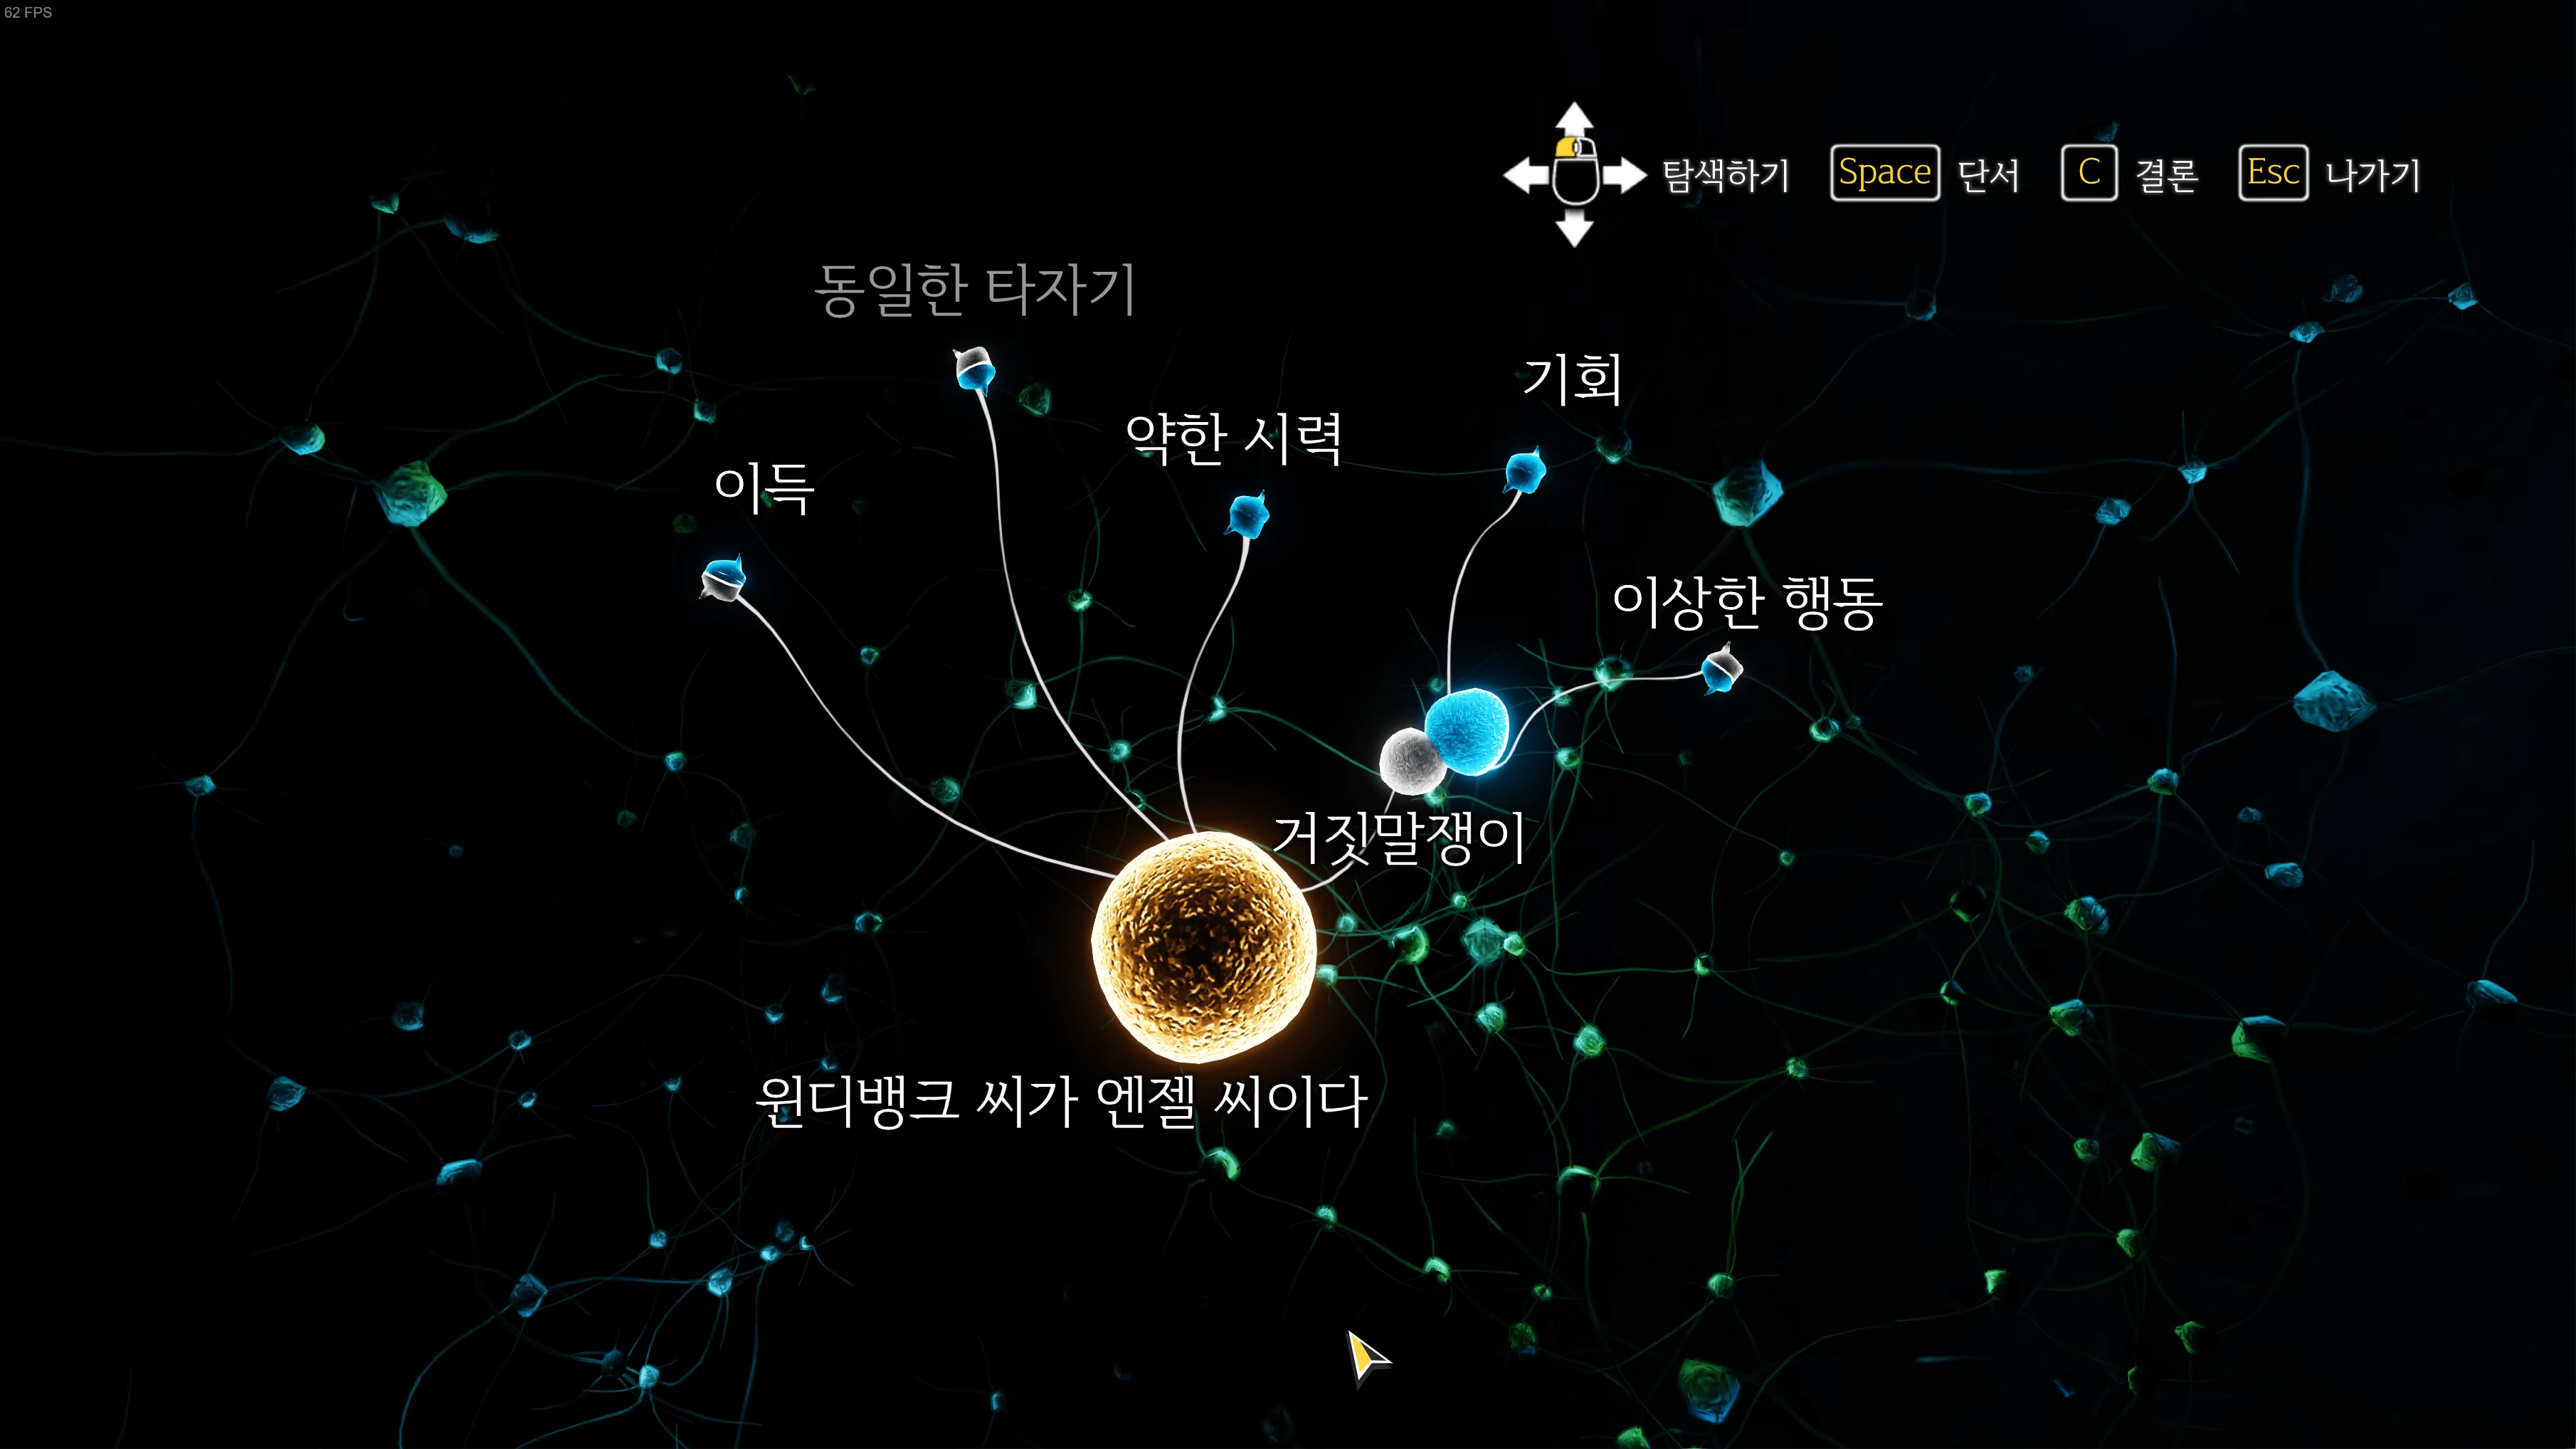 62 FPS
탐색하기 Space 단서 C 결론 Esc 나가기
동일한 타자기
기회
약한 시력
이득
이상한 행동
거짓말쟁이
윈디뱅크 씨가 엔젤 씨이다